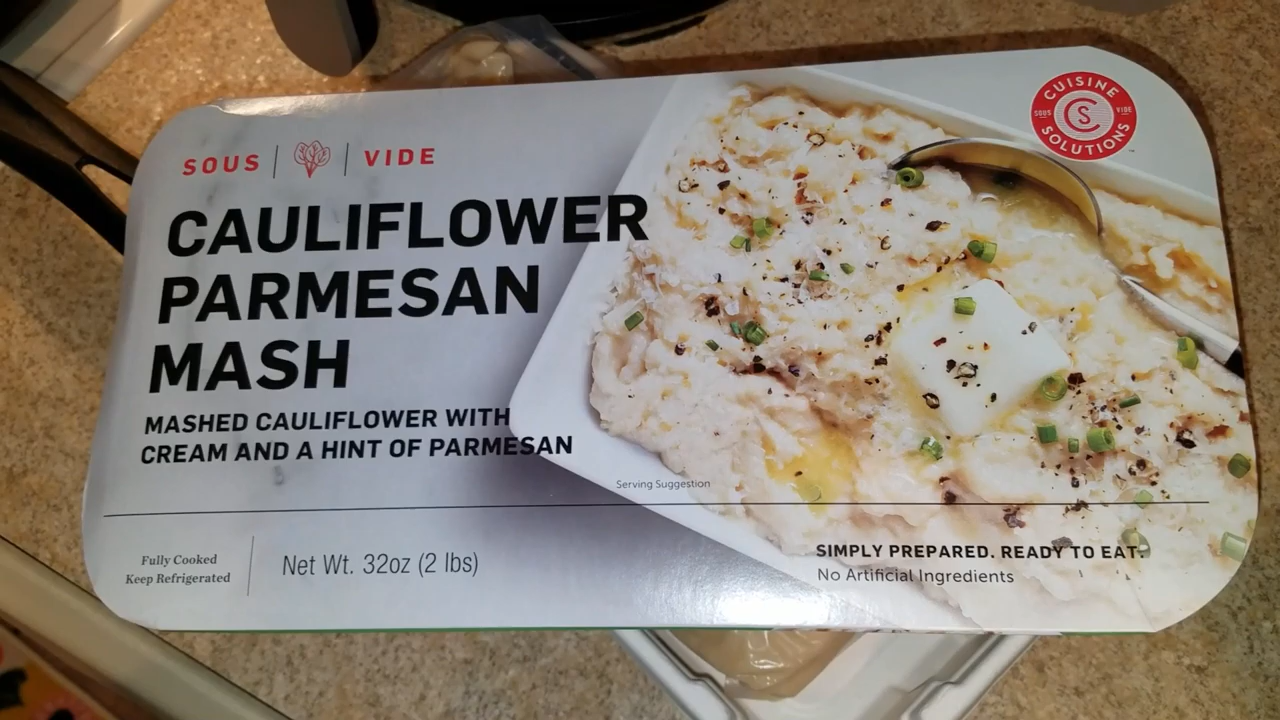 CUISINE
SOUS VIDE
SOLUTIONS
CS
SOUS VIDE
CAULIFLOWER
PARMESAN
MASH
MASHED CAULIFLOWER WITH
CREAM AND A HINT OF PARMESAN
Serving Suggestion
Fully Cooked
Keep Refrigerated
Net Wt. 32oz (2 lbs)
SIMPLY PREPARED. READY TO EAT.
No Artificial Ingredients